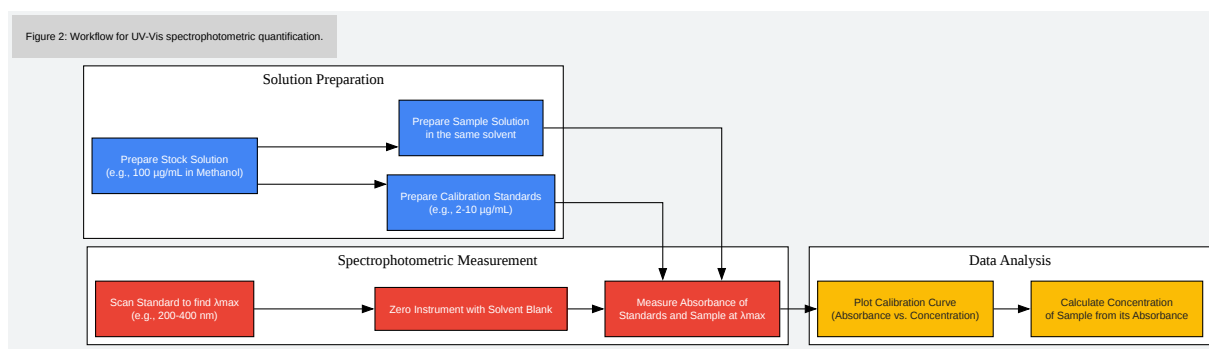 Figure 2: Workflow for UV-Vis spectrophotometric quantification.
Solution Preparation
Prepare Stock Solution
(e.g., 100 μg/mL in Methanol)
Prepare Sample Solution
in the same solvent
Prepare Calibration Standards
(e.g., 2-10 μg/mL)
Spectrophotometric Measurement
Scan Standard to find λmax
(e.g., 200-400 nm)
Zero Instrument with Solvent Blank
Measure Absorbance of
Standards and Sample at λmax
Data Analysis
Plot Calibration Curve
(Absorbance vs. Concentration)
Calculate Concentration
of Sample from its Absorbance